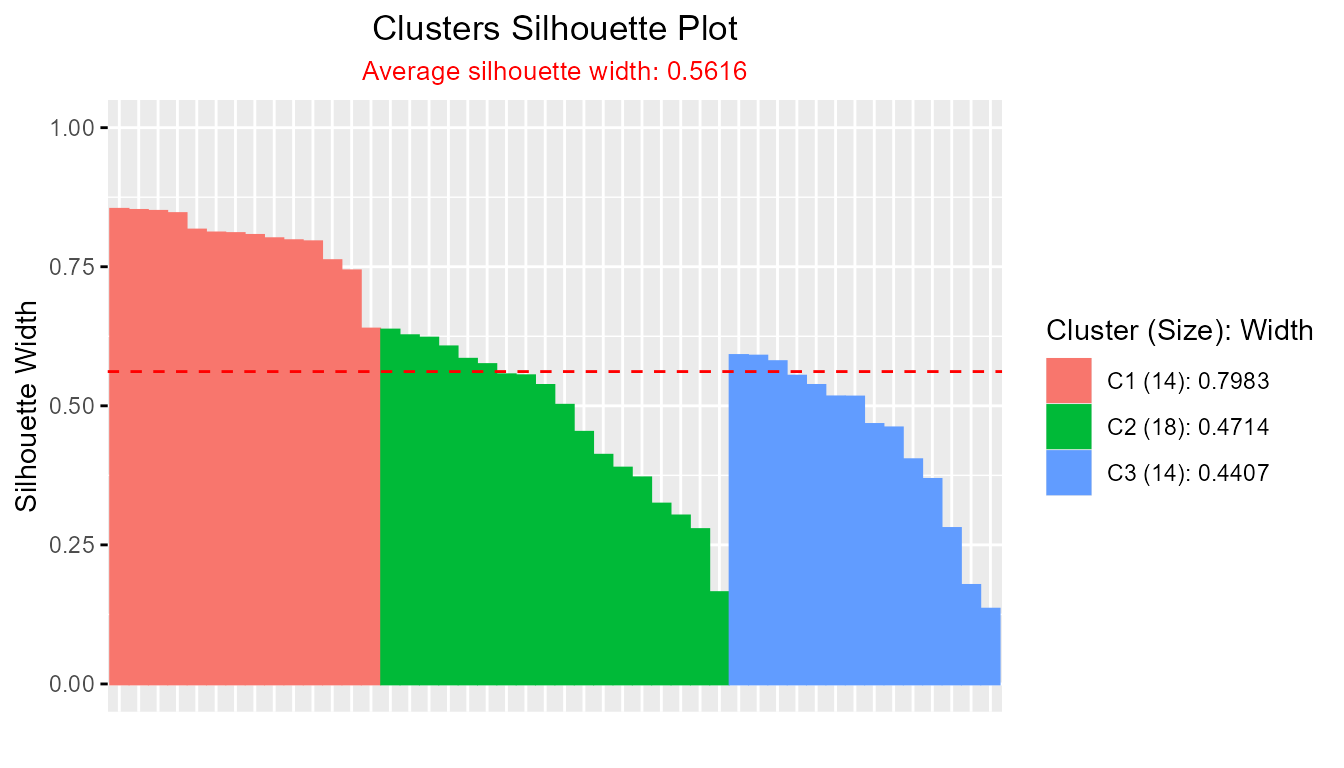 Clusters Silhouette Plot
Average silhouette width: 0.5616
1.00
0.75
0.50
0.25
0.00
Silhouette Width
Cluster (Size): Width
C1 (14): 0.7983
C2 (18): 0.4714
C3 (14): 0.4407